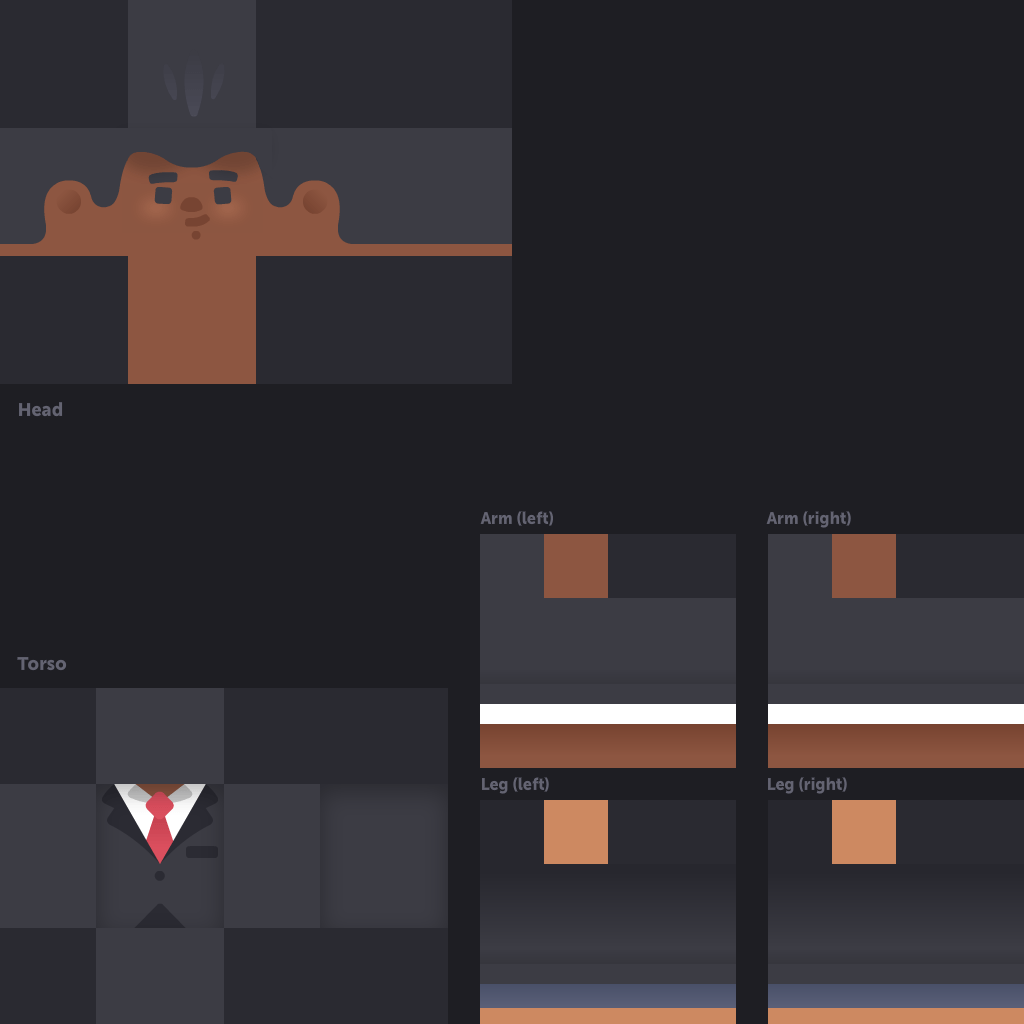 Head
Arm (left)
Arm (right)
Torso
Leg (left)
Leg (right)